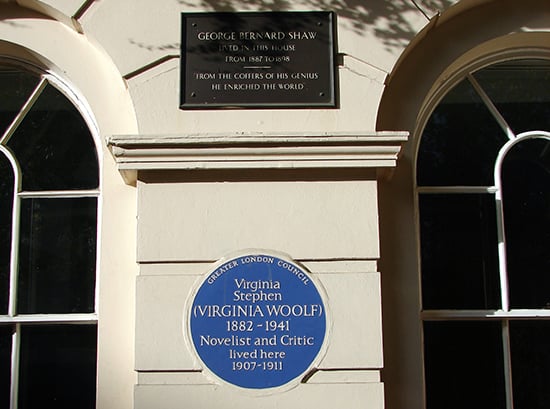 GEORGE BERNARD SHAW
LIVED IN THIS HOUSE
FROM 1887 TO 1898
"FROM THE COFFERS OF HIS GENIUS
HE ENRICHED THE WORLD"
GREATER LONDON COUNCIL
Virginia
Stephen
(VIRGINIA WOOLF)
1882-1941
Novelist and Critic
lived here
1907-1911